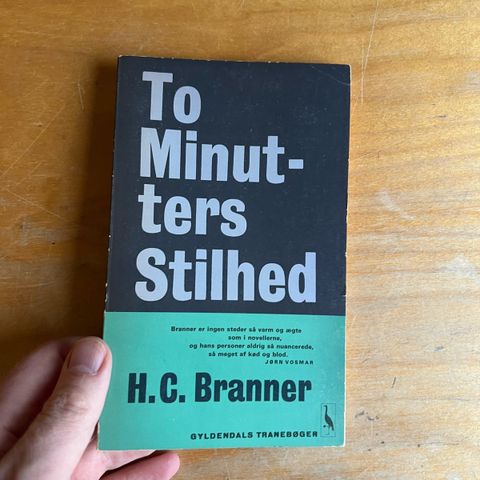 To
Minut-
ters
Stilhed
Branner er ingen steder så varm og ægte
som i novellerne,
og hans personer aldrig så nuancerede,
så meget af kød og blod.
JØRN VOSMAR
H.C. Branner
GYLDENDALS TRANEBØGER